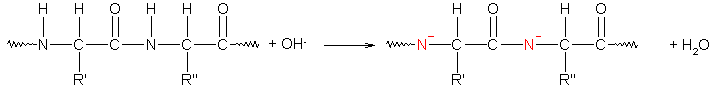 H H O H H O H O H O
N C C N C C + OH- N⁻ C C N⁻ C C + H₂O
R' R" R' R"